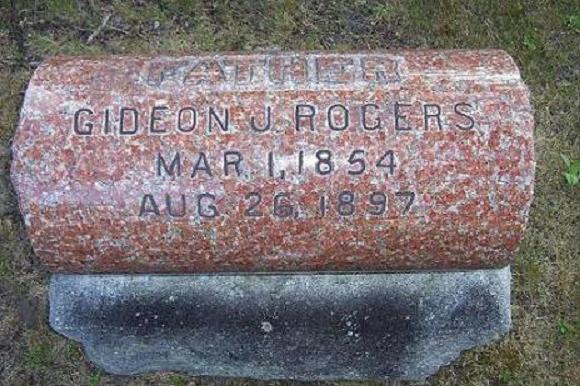 FATHER
GIDEON J. ROGERS
MAR. 1, 1854
AUG. 26, 1897